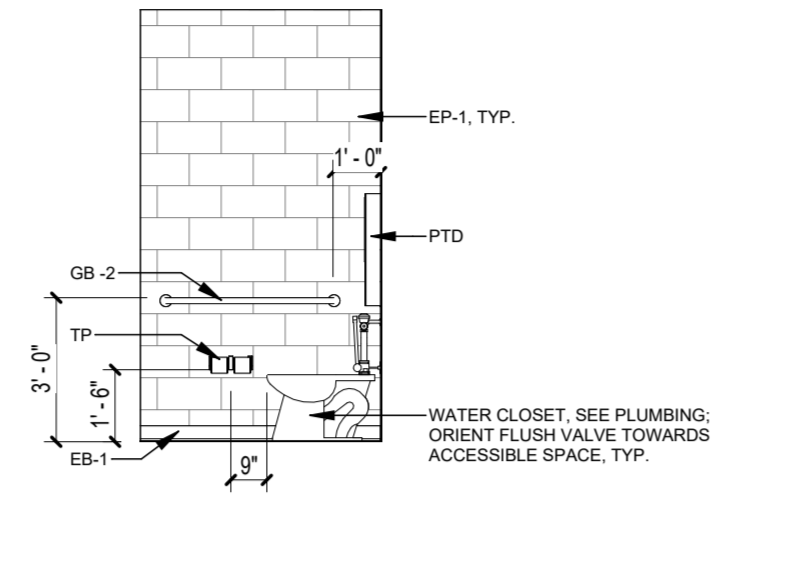 EP-1, TYP.
1' - 0"
PTD
GB -2
TP
3' - 0"
1' - 6"
WATER CLOSET, SEE PLUMBING;
ORIENT FLUSH VALVE TOWARDS
ACCESSIBLE SPACE, TYP.
EB-1
9"